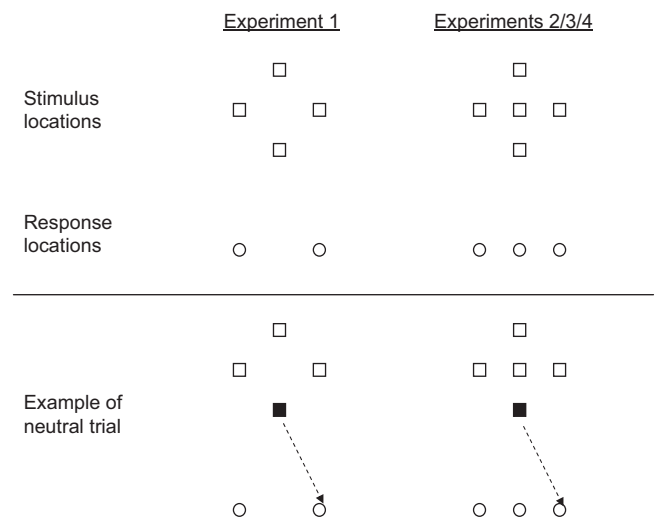 Experiment 1
Experiments 2/3/4
Stimulus
locations
Response
locations
Example of
neutral trial